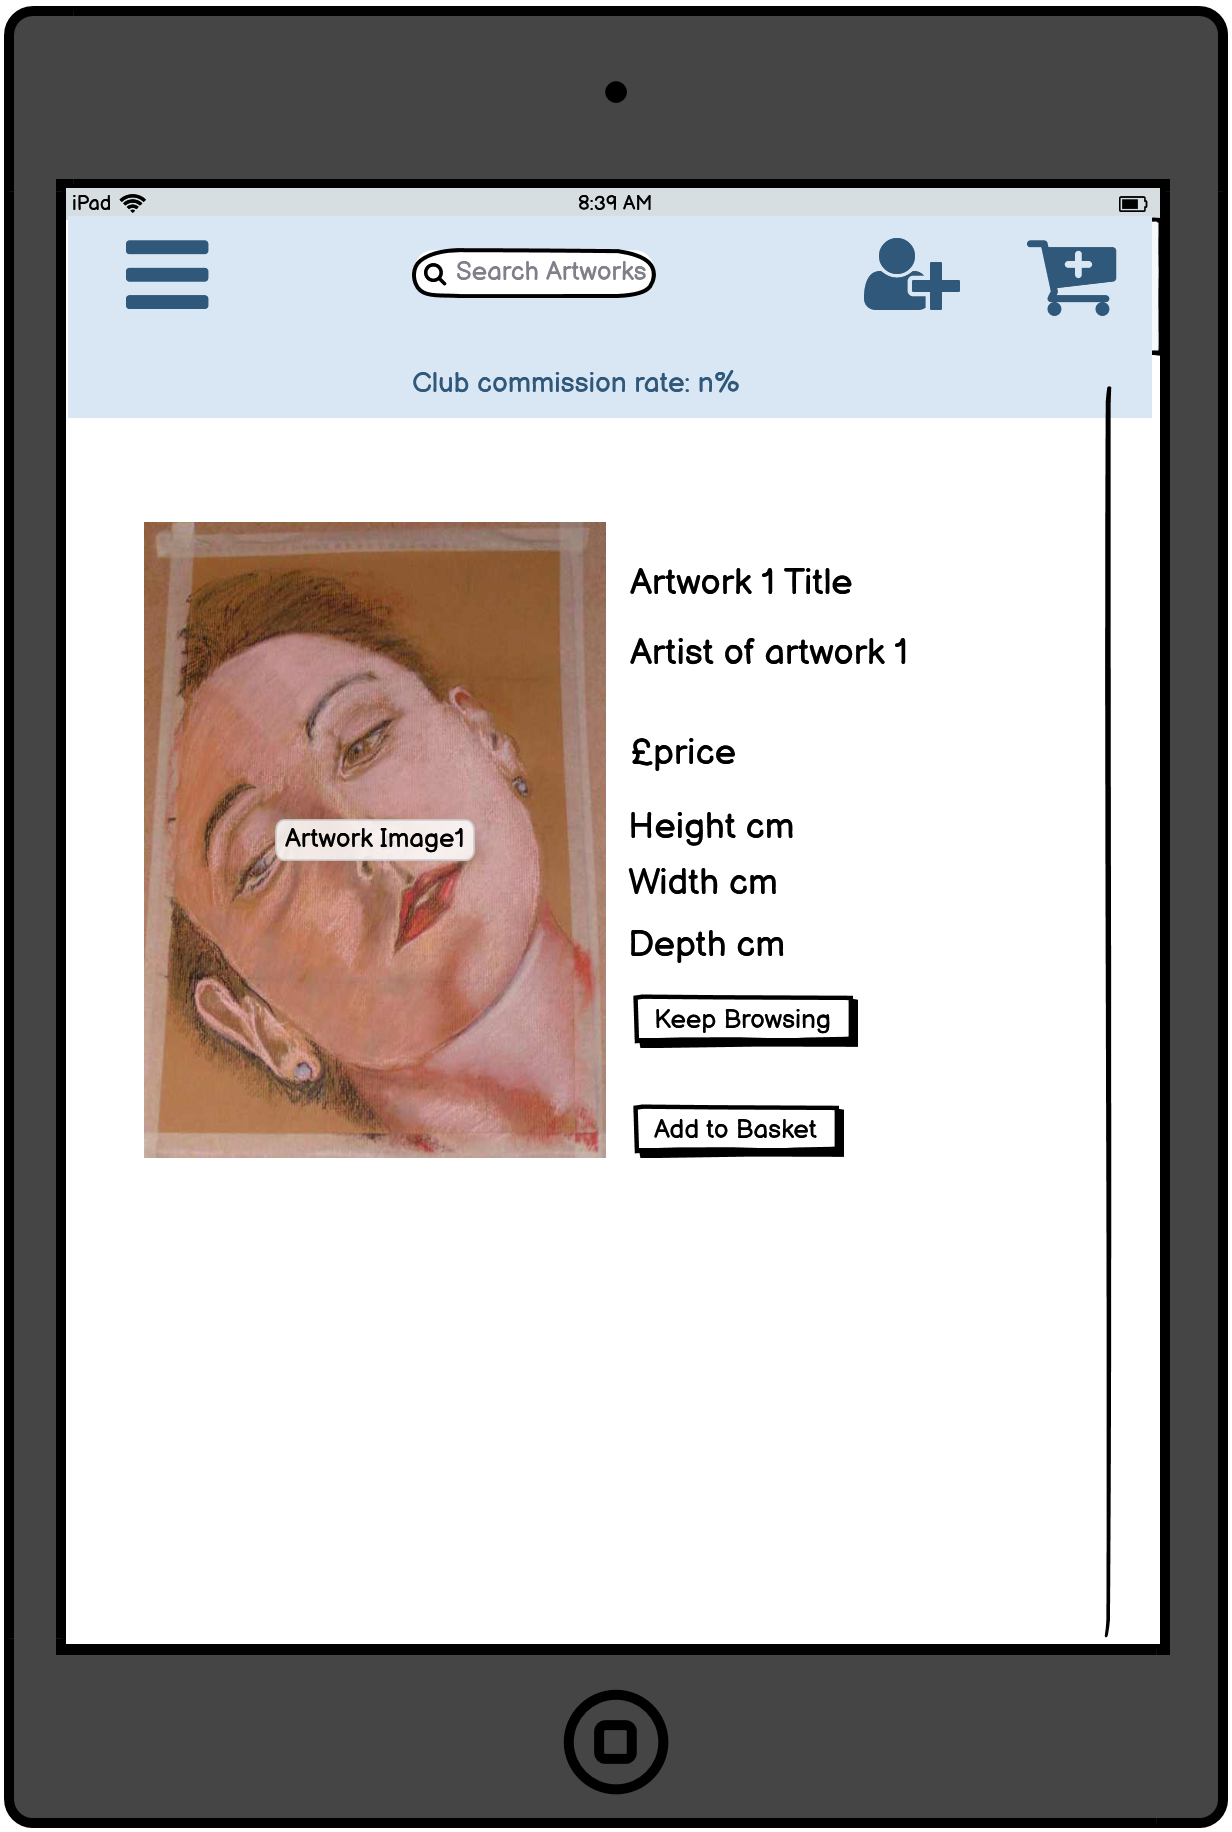 iPad 8:39 AM
Search Artworks
Club commission rate: n%
Artwork 1 Title
Artist of artwork 1
£price
Artwork Image1
Height cm
Width cm
Depth cm
Keep Browsing
Add to Basket